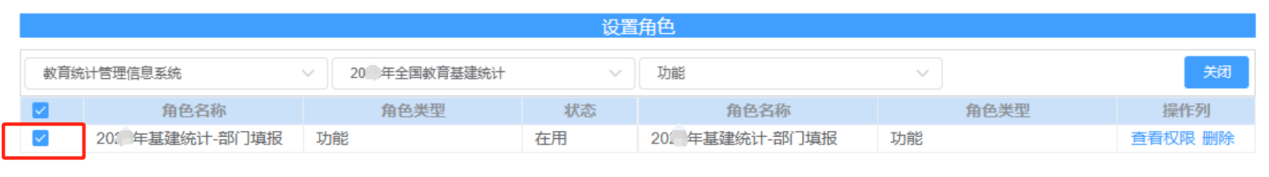 设置角色
教育统计管理信息系统 20 年全国教育基建统计 功能 关闭
角色名称 角色类型 状态 角色名称 角色类型 操作列
20 年基建统计-部门填报 功能 在用 20 年基建统计-部门填报 功能 查看权限 删除